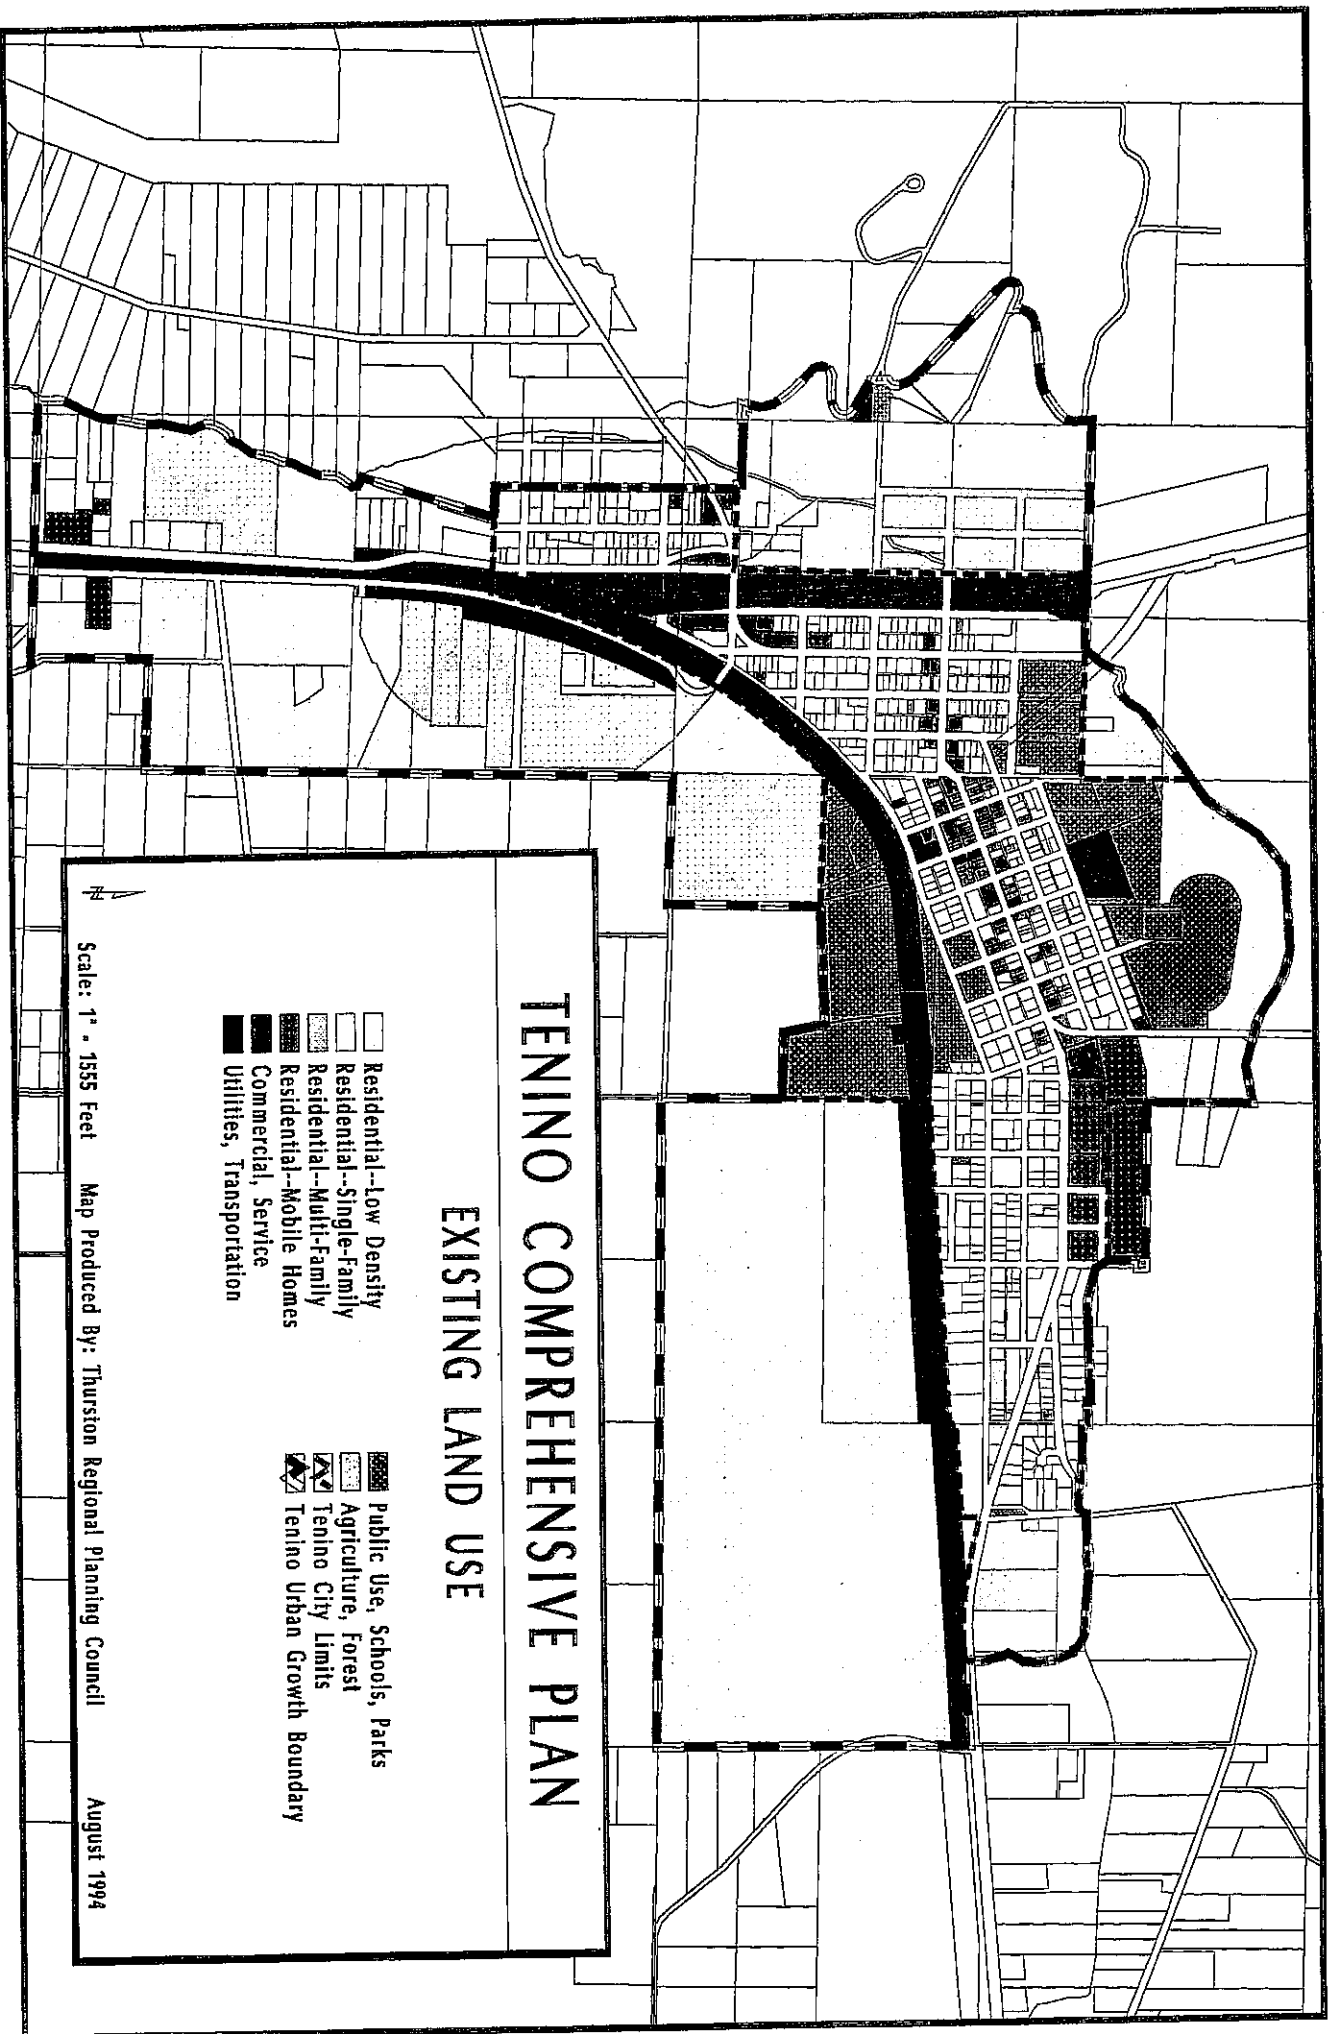 TENINO COMPREHENSIVE PLAN
EXISTING LAND USE
Residential--Low Density
Residential--Single-Family
Residential--Multi-Family
Residential--Mobile Homes
Commercial, Service
Utilities, Transportation
Public Use, Schools, Parks
Agriculture, Forest
Tenino City Limits
Tenino Urban Growth Boundary
N
Scale: 1" = 1555 Feet Map Produced By: Thurston Regional Planning Council August 1994